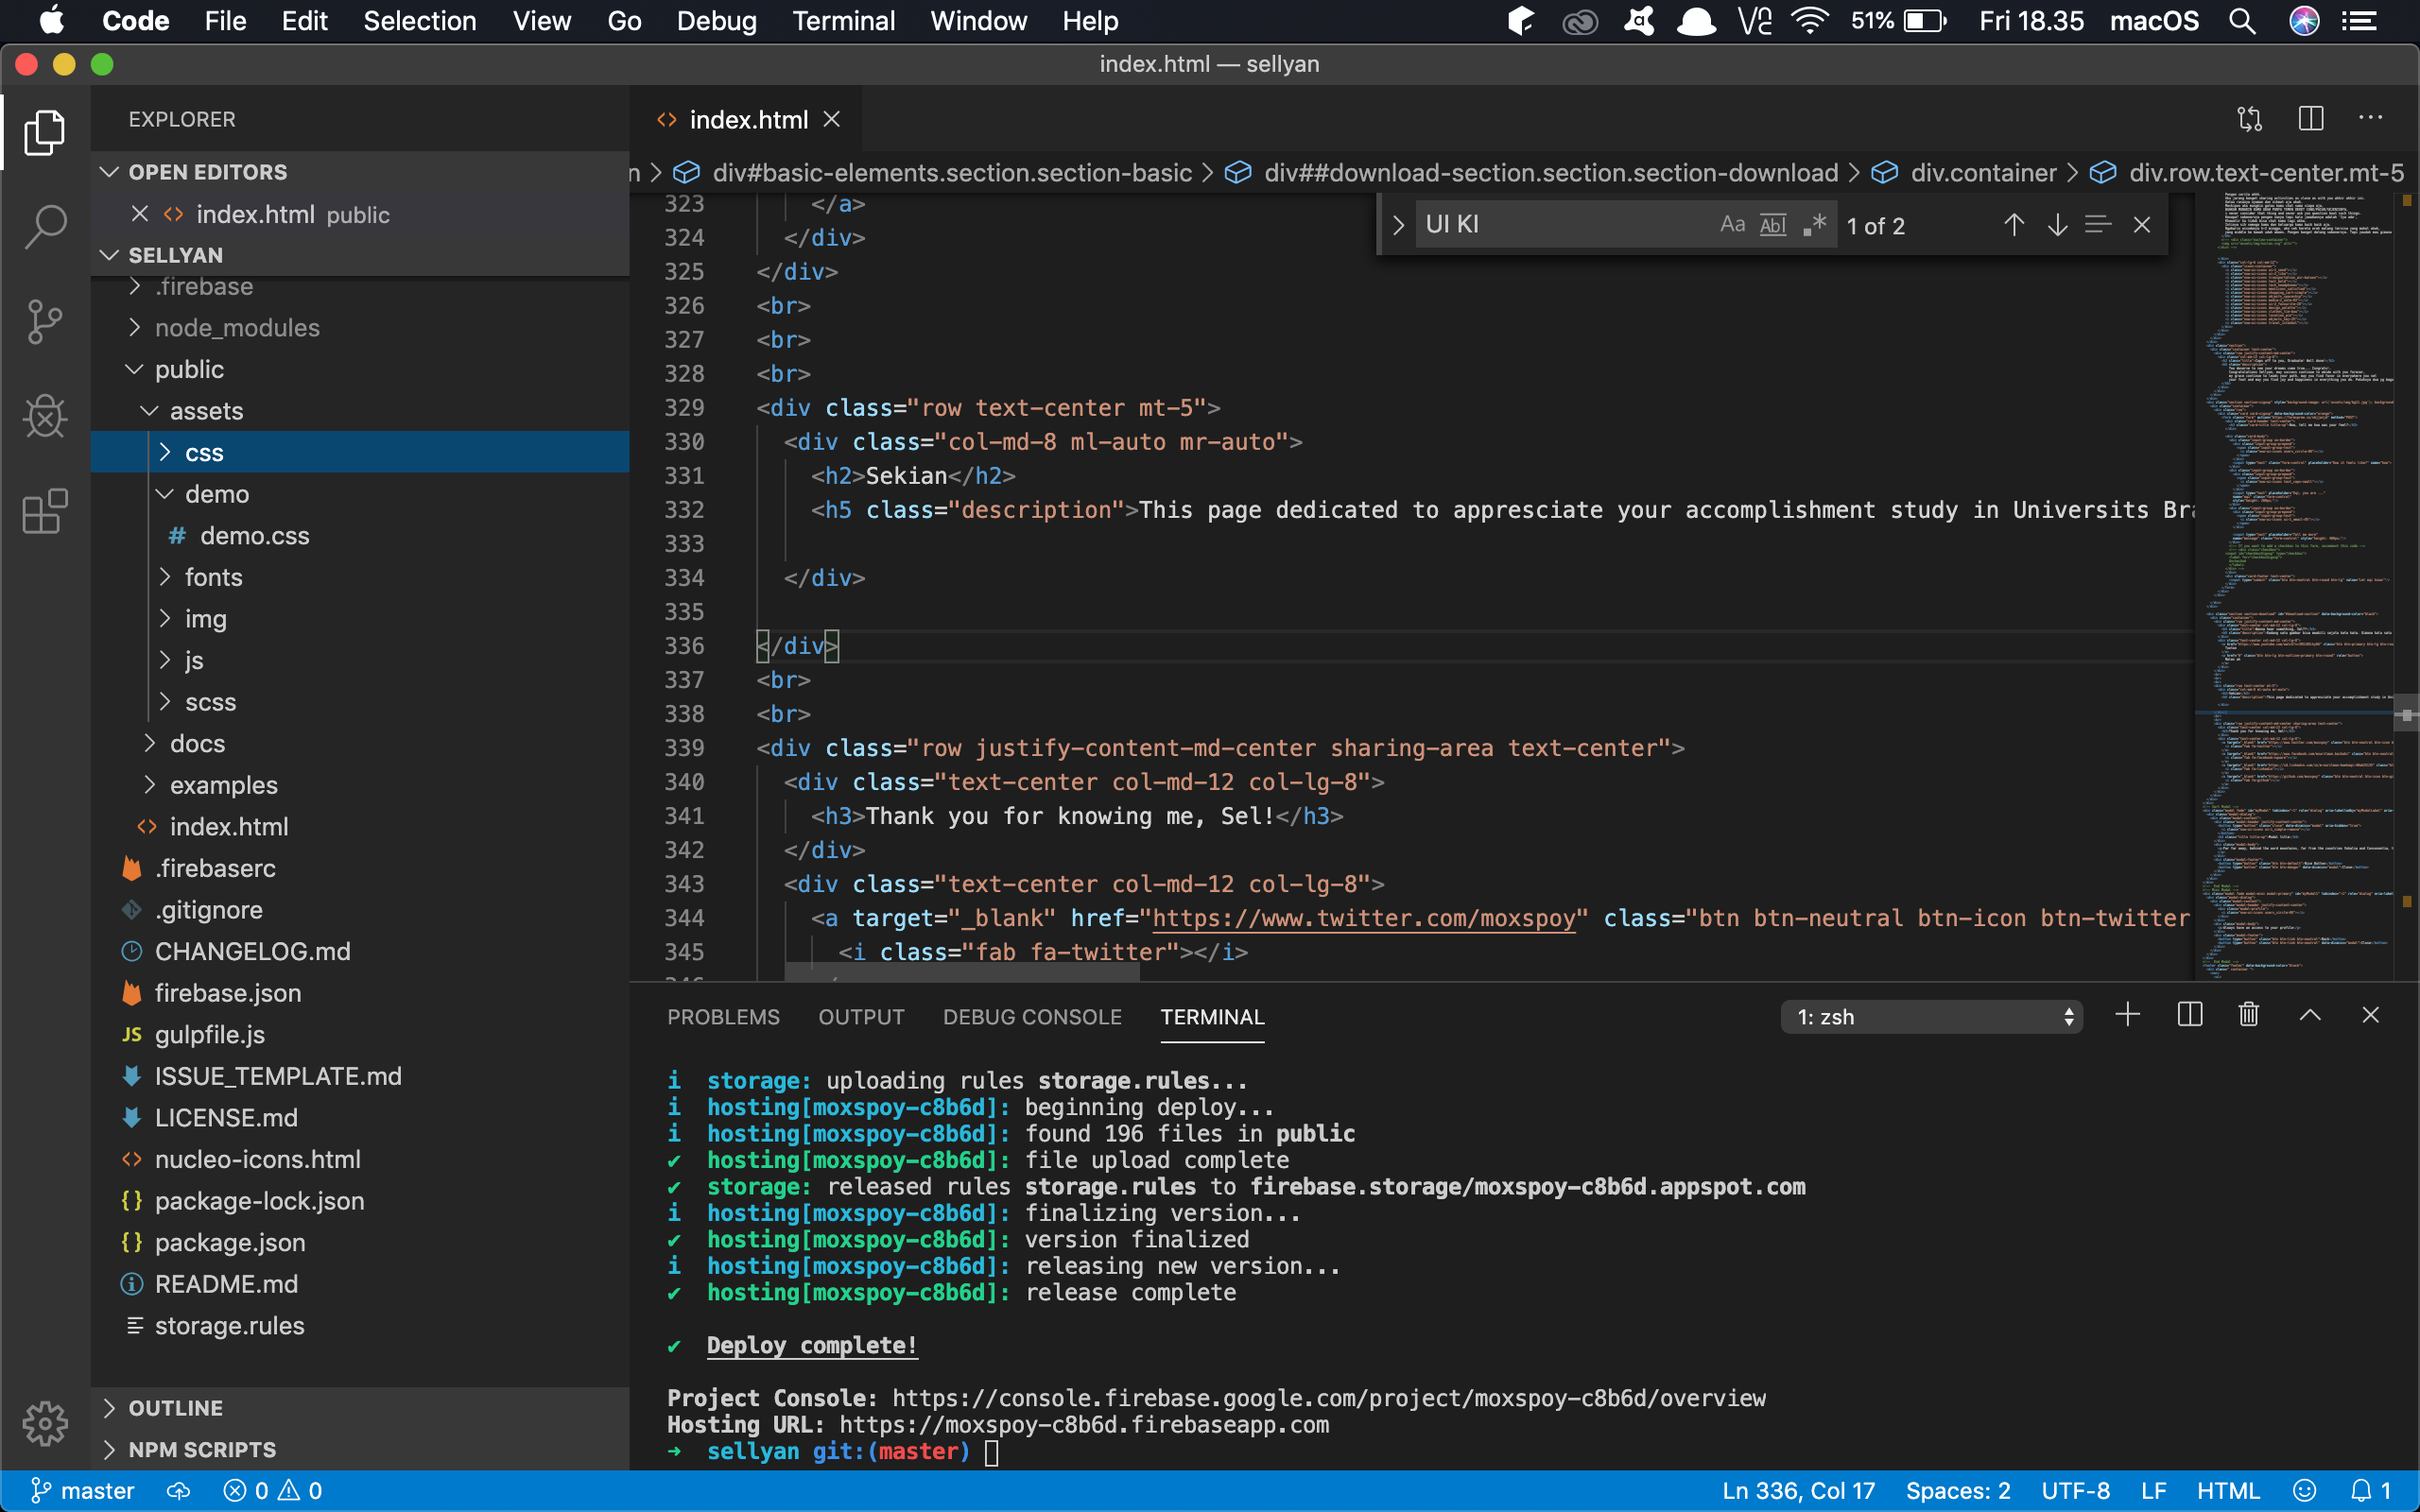 Code File Edit Selection View Go Debug Terminal Window Help 51% Fri 18.35 macOS
index.html — sellyan
EXPLORER
OPEN EDITORS
index.html public
SELLYAN
.firebase
node_modules
public
assets
css
demo
# demo.css
fonts
img
js
scss
docs
examples
<> index.html
.firebaserc
.gitignore
CHANGELOG.md
firebase.json
JS gulpfile.js
ISSUE_TEMPLATE.md
LICENSE.md
<> nucleo-icons.html
{} package-lock.json
{} package.json
README.md
storage.rules
OUTLINE
NPM SCRIPTS
<> index.html
n > div#basic-elements.section.section-basic > div##download-section.section.section-download > div.container > div.row.text-center.mt-5
UI KI Aa Abl .* 1 of 2
323 </a>
324 </div>
325 </div>
326 <br>
327 <br>
328 <br>
329 <div class="row text-center mt-5">
330 <div class="col-md-8 ml-auto mr-auto">
331 <h2>Sekian</h2>
332 <h5 class="description">This page dedicated to appresciate your accomplishment study in Universits Bra
333
334 </div>
335
336 </div>
337 <br>
338 <br>
339 <div class="row justify-content-md-center sharing-area text-center">
340 <div class="text-center col-md-12 col-lg-8">
341 <h3>Thank you for knowing me, Sel!</h3>
342 </div>
343 <div class="text-center col-md-12 col-lg-8">
344 <a target="_blank" href="https://www.twitter.com/moxspoy" class="btn btn-neutral btn-icon btn-twitter
345 <i class="fab fa-twitter"></i>
PROBLEMS OUTPUT DEBUG CONSOLE TERMINAL 1: zsh
i storage: uploading rules storage.rules...
i hosting[moxspoy-c8b6d]: beginning deploy...
i hosting[moxspoy-c8b6d]: found 196 files in public
✔ hosting[moxspoy-c8b6d]: file upload complete
✔ storage: released rules storage.rules to firebase.storage/moxspoy-c8b6d.appspot.com
i hosting[moxspoy-c8b6d]: finalizing version...
✔ hosting[moxspoy-c8b6d]: version finalized
i hosting[moxspoy-c8b6d]: releasing new version...
✔ hosting[moxspoy-c8b6d]: release complete
✔ Deploy complete!
Project Console: https://console.firebase.google.com/project/moxspoy-c8b6d/overview
Hosting URL: https://moxspoy-c8b6d.firebaseapp.com
➜ sellyan git:(master)
master 0 0 Ln 336, Col 17 Spaces: 2 UTF-8 LF HTML 1